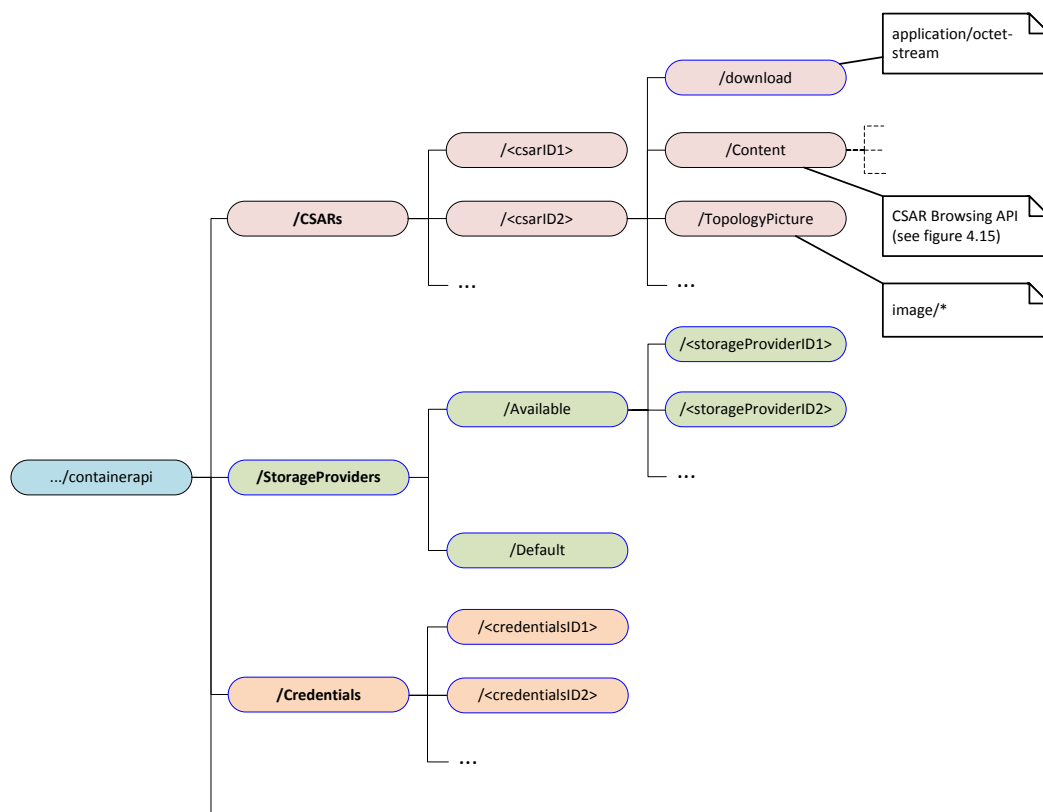 application/octet-
stream
/download
/<csarID1>
/Content
/CSARs
/<csarID2>
/TopologyPicture
CSAR Browsing API
(see figure 4.15)
...
...
image/*
/<storageProviderID1>
/Available
/<storageProviderID2>
.../containerapi
/StorageProviders
...
/Default
/<credentialsID1>
/Credentials
/<credentialsID2>
...